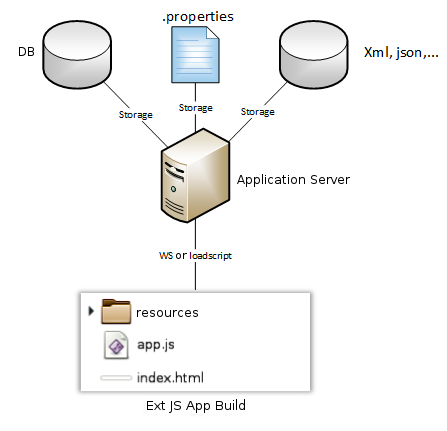 .properties
DB
Xml, json,...
Storage
Storage
Storage
Application Server
WS or loadscript
resources
app.js
index.html
Ext JS App Build